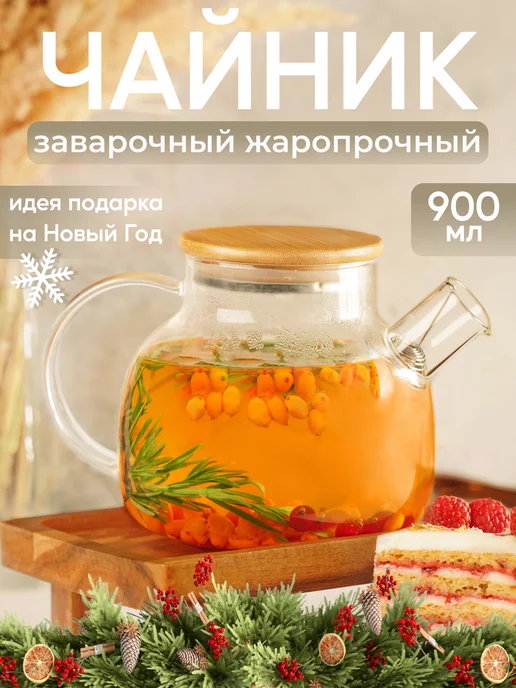 ЧАЙНИК
заварочный жаропрочный
идея подарка
на Новый Год
900
мл